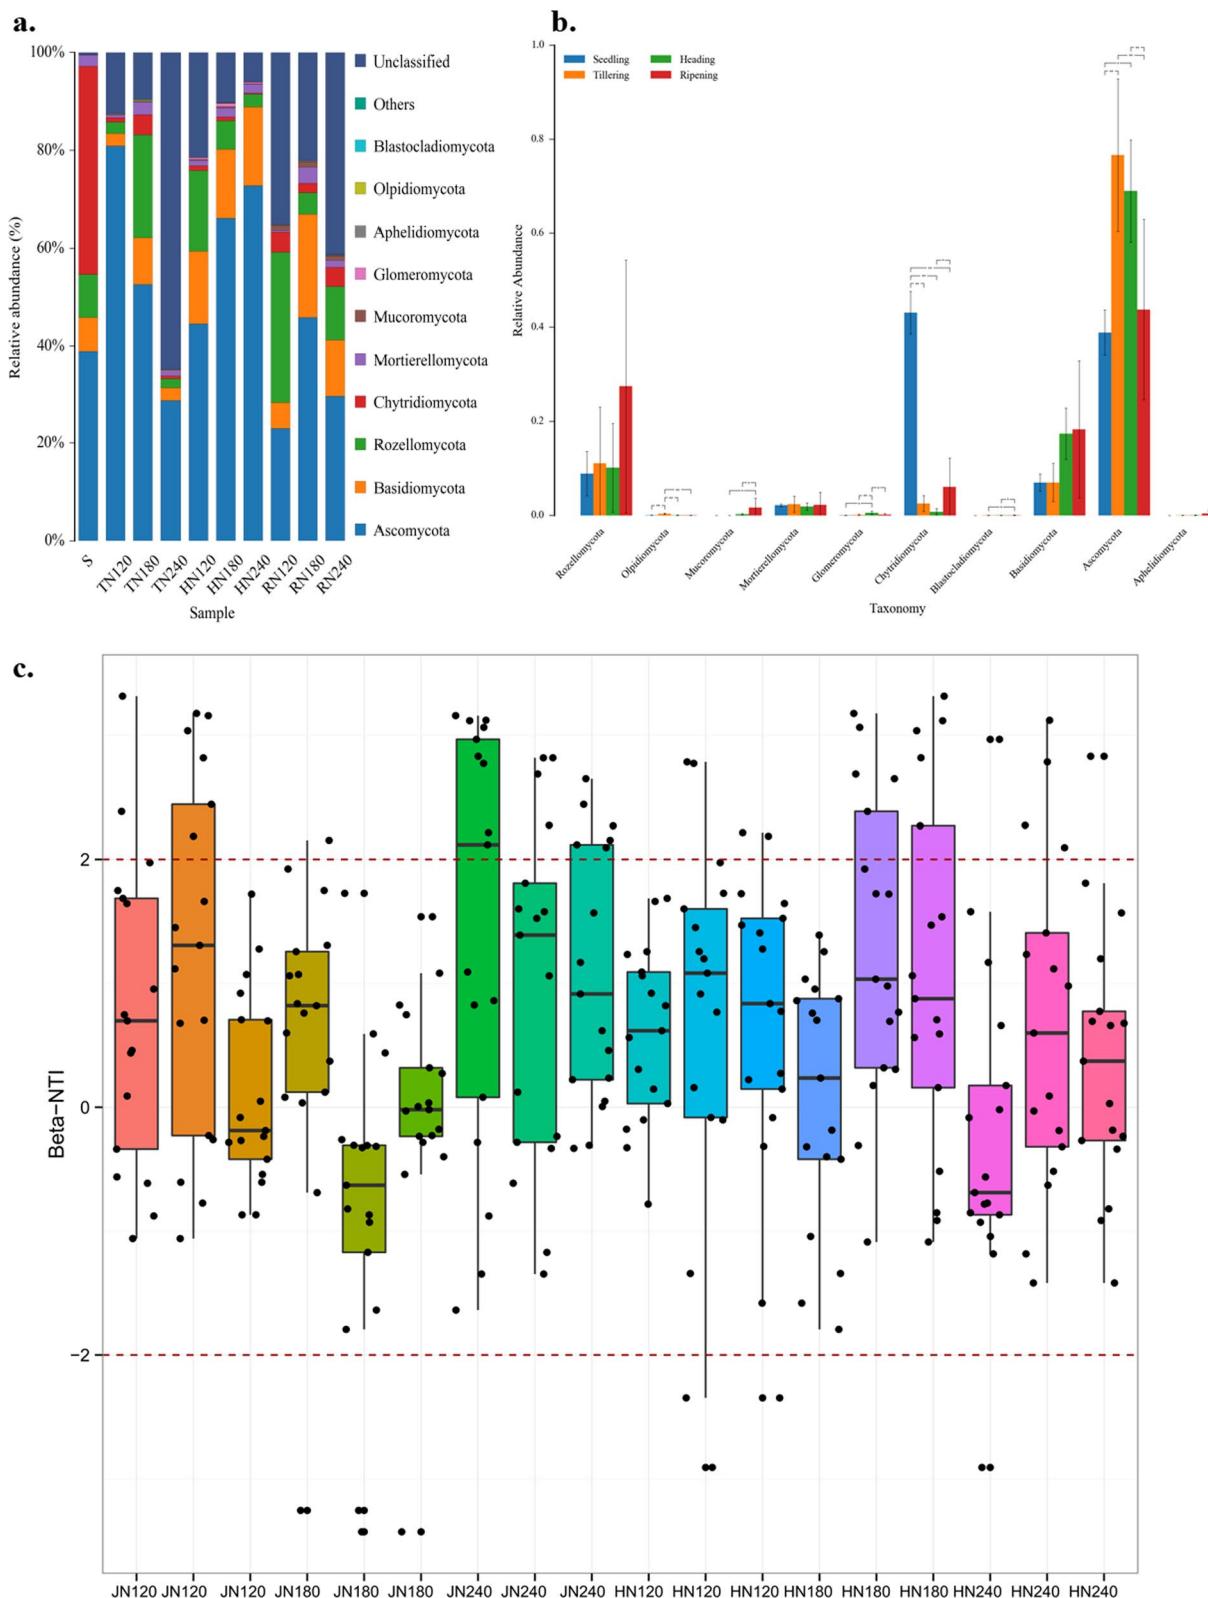 a.
100%
80%
60%
40%
20%
0%
Relative abundance (%)
S
TN120
TN180
TN240
HN120
HN180
HN240
RN120
RN180
RN240
Sample
Unclassified
Others
Blastocladiomycota
Olpidiomycota
Aphelidiomycota
Glomeromycota
Mucoromycota
Mortierellomycota
Chytridiomycota
Rozellomycota
Basidiomycota
Ascomycota
b.
1.0
0.8
0.6
0.4
0.2
0.0
Relative Abundance
Seedling
Heading
Tillering
Ripening
Rozellomycota
Olpidiomycota
Mucoromycota
Mortierellomycota
Glomeromycota
Chytridiomycota
Blastocladiomycota
Basidiomycota
Ascomycota
Aphelidiomycota
Taxonomy
c.
2
0
−2
Beta−NTI
JN120 JN120 JN120 JN180 JN180 JN180 JN240 JN240 JN240 HN120 HN120 HN120 HN180 HN180 HN180 HN240 HN240 HN240